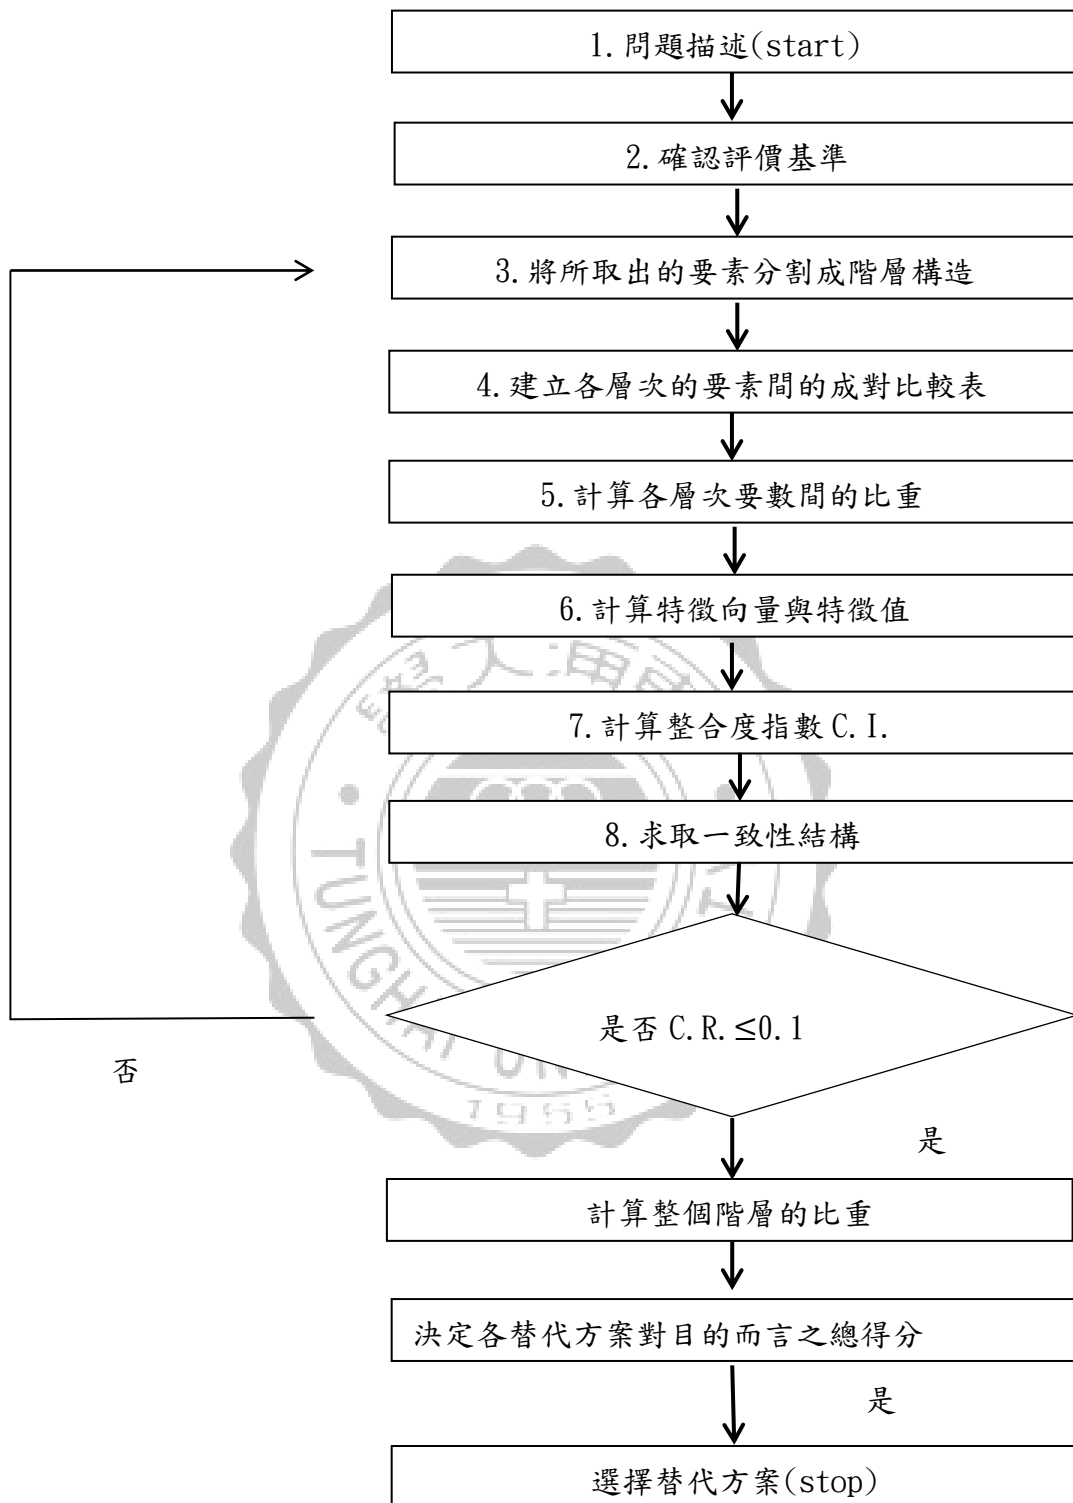 1.問題描述(start)
2.確認評價基準
3.將所取出的要素分割成階層構造
4.建立各層次的要素間的成對比較表
5.計算各層次要數間的比重
6.計算特徵向量與特徵值
7.計算整合度指數 C.I.
8.求取一致性結構
是否 C.R.≤0.1
否
是
計算整個階層的比重
決定各替代方案對目的而言之總得分
是
選擇替代方案(stop)
TUNGHAI UN
1955